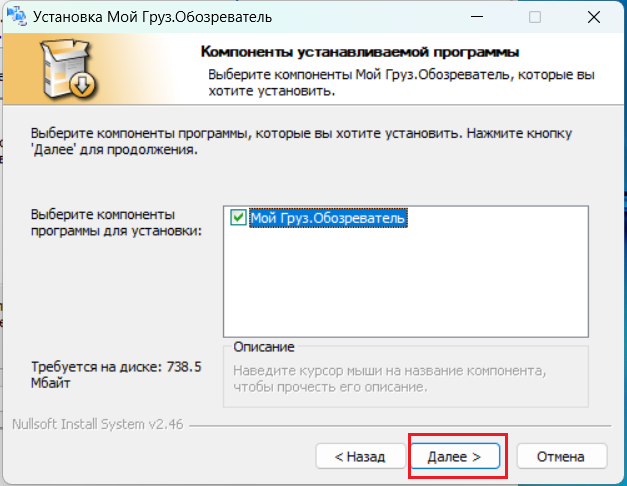 Установка Мой Груз.Обозреватель
Компоненты устанавливаемой программы
Выберите компоненты Мой Груз.Обозреватель, которые вы
хотите установить.
Выберите компоненты программы, которые вы хотите установить. Нажмите кнопку
'Далее' для продолжения.
Выберите компоненты
программы для установки:
Мой Груз.Обозреватель
Требуется на диске: 738.5
Мбайт
Описание
Наведите курсор мыши на название компонента,
чтобы прочесть его описание.
Nullsoft Install System v2.46
< Назад
Далее >
Отмена